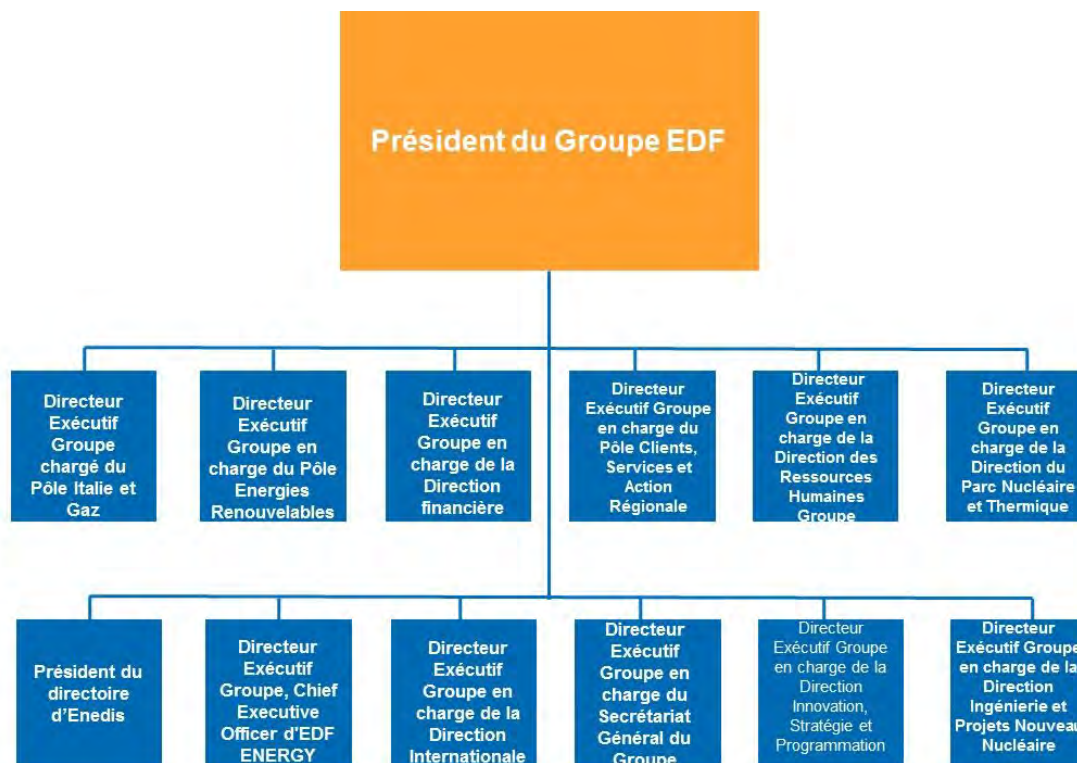 Président du Groupe EDF
Directeur
Exécutif
Groupe
chargé du
Pôle Italie et
Gaz
Directeur
Exécutif
Groupe en
charge du Pôle
Energies
Renouvelables
Directeur
Exécutif
Groupe en
charge de la
Direction
financière
Directeur
Exécutif Groupe
en charge du
Pôle Clients,
Services et
Action
Régionale
Directeur
Exécutif
Groupe en
charge de la
Direction des
Ressources
Humaines
Groupe
Directeur
Exécutif
Groupe en
charge de la
Direction du
Parc Nucléaire
et Thermique
Président du
directoire
d'Enedis
Directeur
Exécutif
Groupe, Chief
Executive
Officer d'EDF
ENERGY
Directeur
Exécutif
Groupe en
charge de la
Direction
Internationale
Directeur
Exécutif
Groupe en
charge du
Secrétariat
Général du
Groupe
Directeur
Exécutif Groupe
en charge de la
Direction
Innovation,
Stratégie et
Programmation
Directeur
Exécutif Groupe
en charge de la
Direction
Ingénierie et
Projets Nouveau
Nucléaire